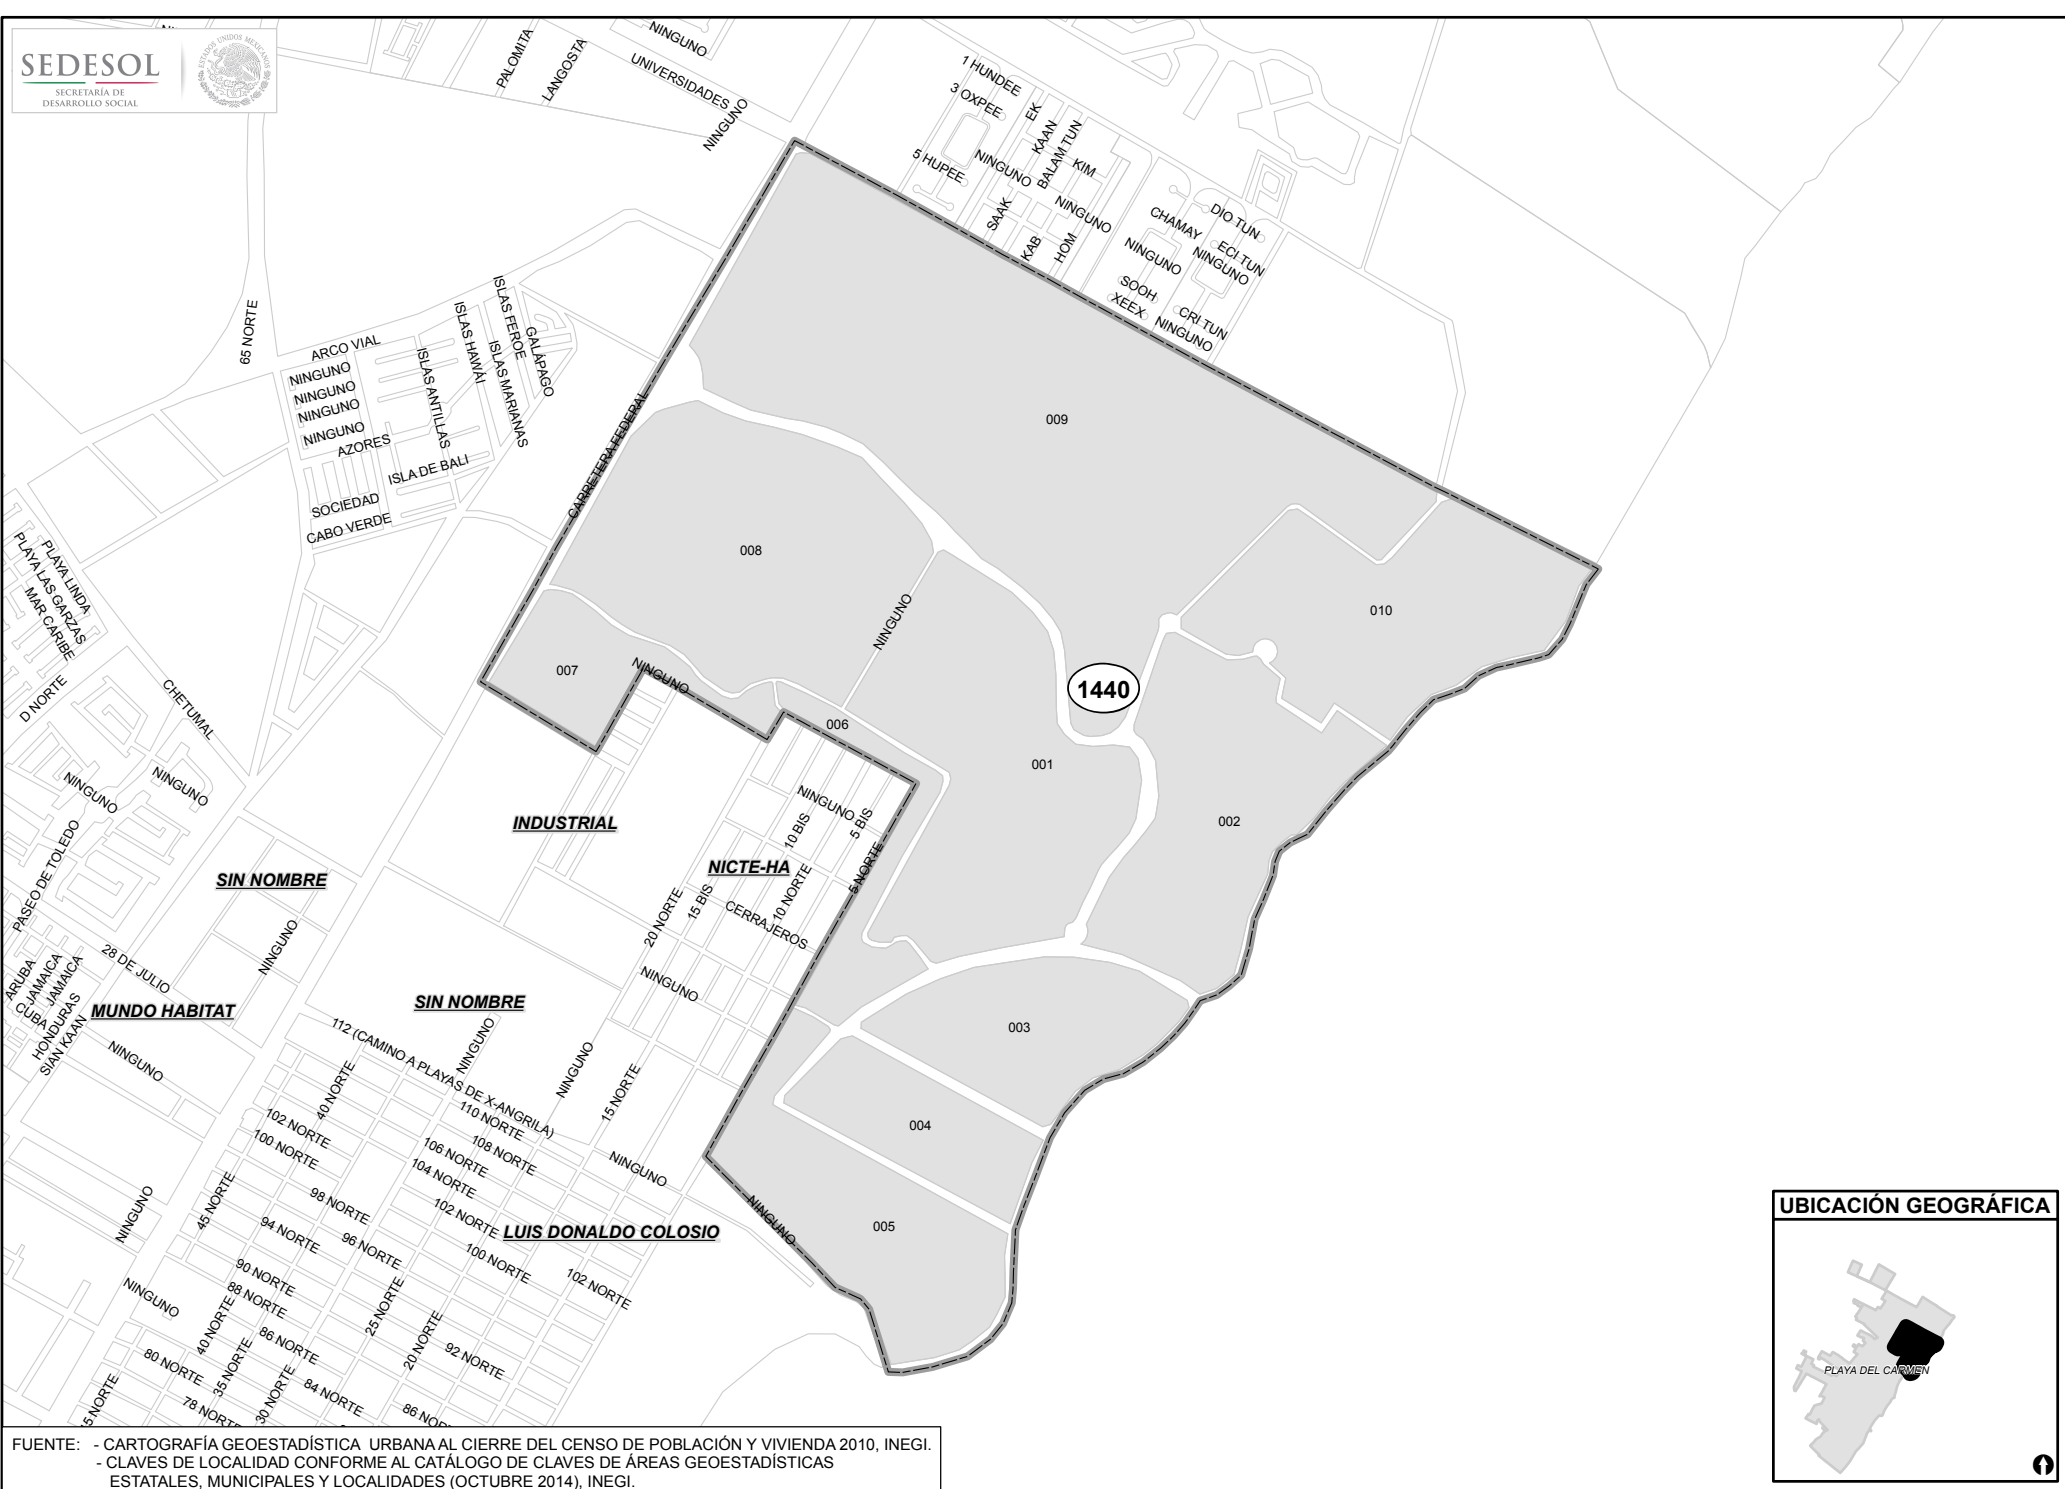 SEDESOL
SECRETARÍA DE
DESARROLLO SOCIAL
ESTADOS UNIDOS MEXICANOS
PALOMITA
LANGOSTA
NINGUNO
UNIVERSIDADES
NINGUNO
1 HUNDEE
3 OXPEE
5 HUPEE
EK
KAAN
BALAM TUN
KIM
NINGUNO
SAAK
KAB
HOM
NINGUNO
CHAMAY
DIO TUN
NINGUNO
ECI TUN
NINGUNO
SOOH
XEEX
CRI TUN
NINGUNO
65 NORTE
ARCO VIAL
NINGUNO
NINGUNO
NINGUNO
NINGUNO
AZORES
ISLAS ANTILLAS
ISLAS HAWÁI
ISLAS FEROE
ISLAS MARIANAS
GALÁPAGO
ISLA DE BALI
SOCIEDAD
CABO VERDE
CARRETERA FEDERAL
009
008
010
007
006
001
002
003
004
005
1440
NINGUNO
NINGUNO
PLAYA LINDA
PLAYA LAS GARZAS
MAR CARIBE
D NORTE
CHETUMAL
NINGUNO
NINGUNO
PASEO DE TOLEDO
INDUSTRIAL
NICTE-HA
SIN NOMBRE
SIN NOMBRE
MUNDO HABITAT
LUIS DONALDO COLOSIO
NINGUNO
10 BIS
5 BIS
5 NORTE
10 NORTE
15 BIS
20 NORTE
CERRAJEROS
NINGUNO
NINGUNO
28 DE JULIO
ARUBA
C JAMAICA
JAMAICA
CUBA
HONDURAS
SIAN KAAN
NINGUNO
112 (CAMINO A PLAYAS DE X-ANGRILA)
NINGUNO
NINGUNO
15 NORTE
40 NORTE
110 NORTE
108 NORTE
106 NORTE
104 NORTE
102 NORTE
102 NORTE
100 NORTE
98 NORTE
96 NORTE
94 NORTE
100 NORTE
102 NORTE
NINGUNO
NINGUNO
NINGUNO
45 NORTE
90 NORTE
88 NORTE
86 NORTE
84 NORTE
92 NORTE
NINGUNO
40 NORTE
35 NORTE
30 NORTE
25 NORTE
20 NORTE
80 NORTE
UBICACIÓN GEOGRÁFICA
PLAYA DEL CARMEN
FUENTE: - CARTOGRAFÍA GEOESTADÍSTICA URBANA AL CIERRE DEL CENSO DE POBLACIÓN Y VIVIENDA 2010, INEGI.
- CLAVES DE LOCALIDAD CONFORME AL CATÁLOGO DE CLAVES DE ÁREAS GEOESTADÍSTICAS
ESTATALES, MUNICIPALES Y LOCALIDADES (OCTUBRE 2014), INEGI.